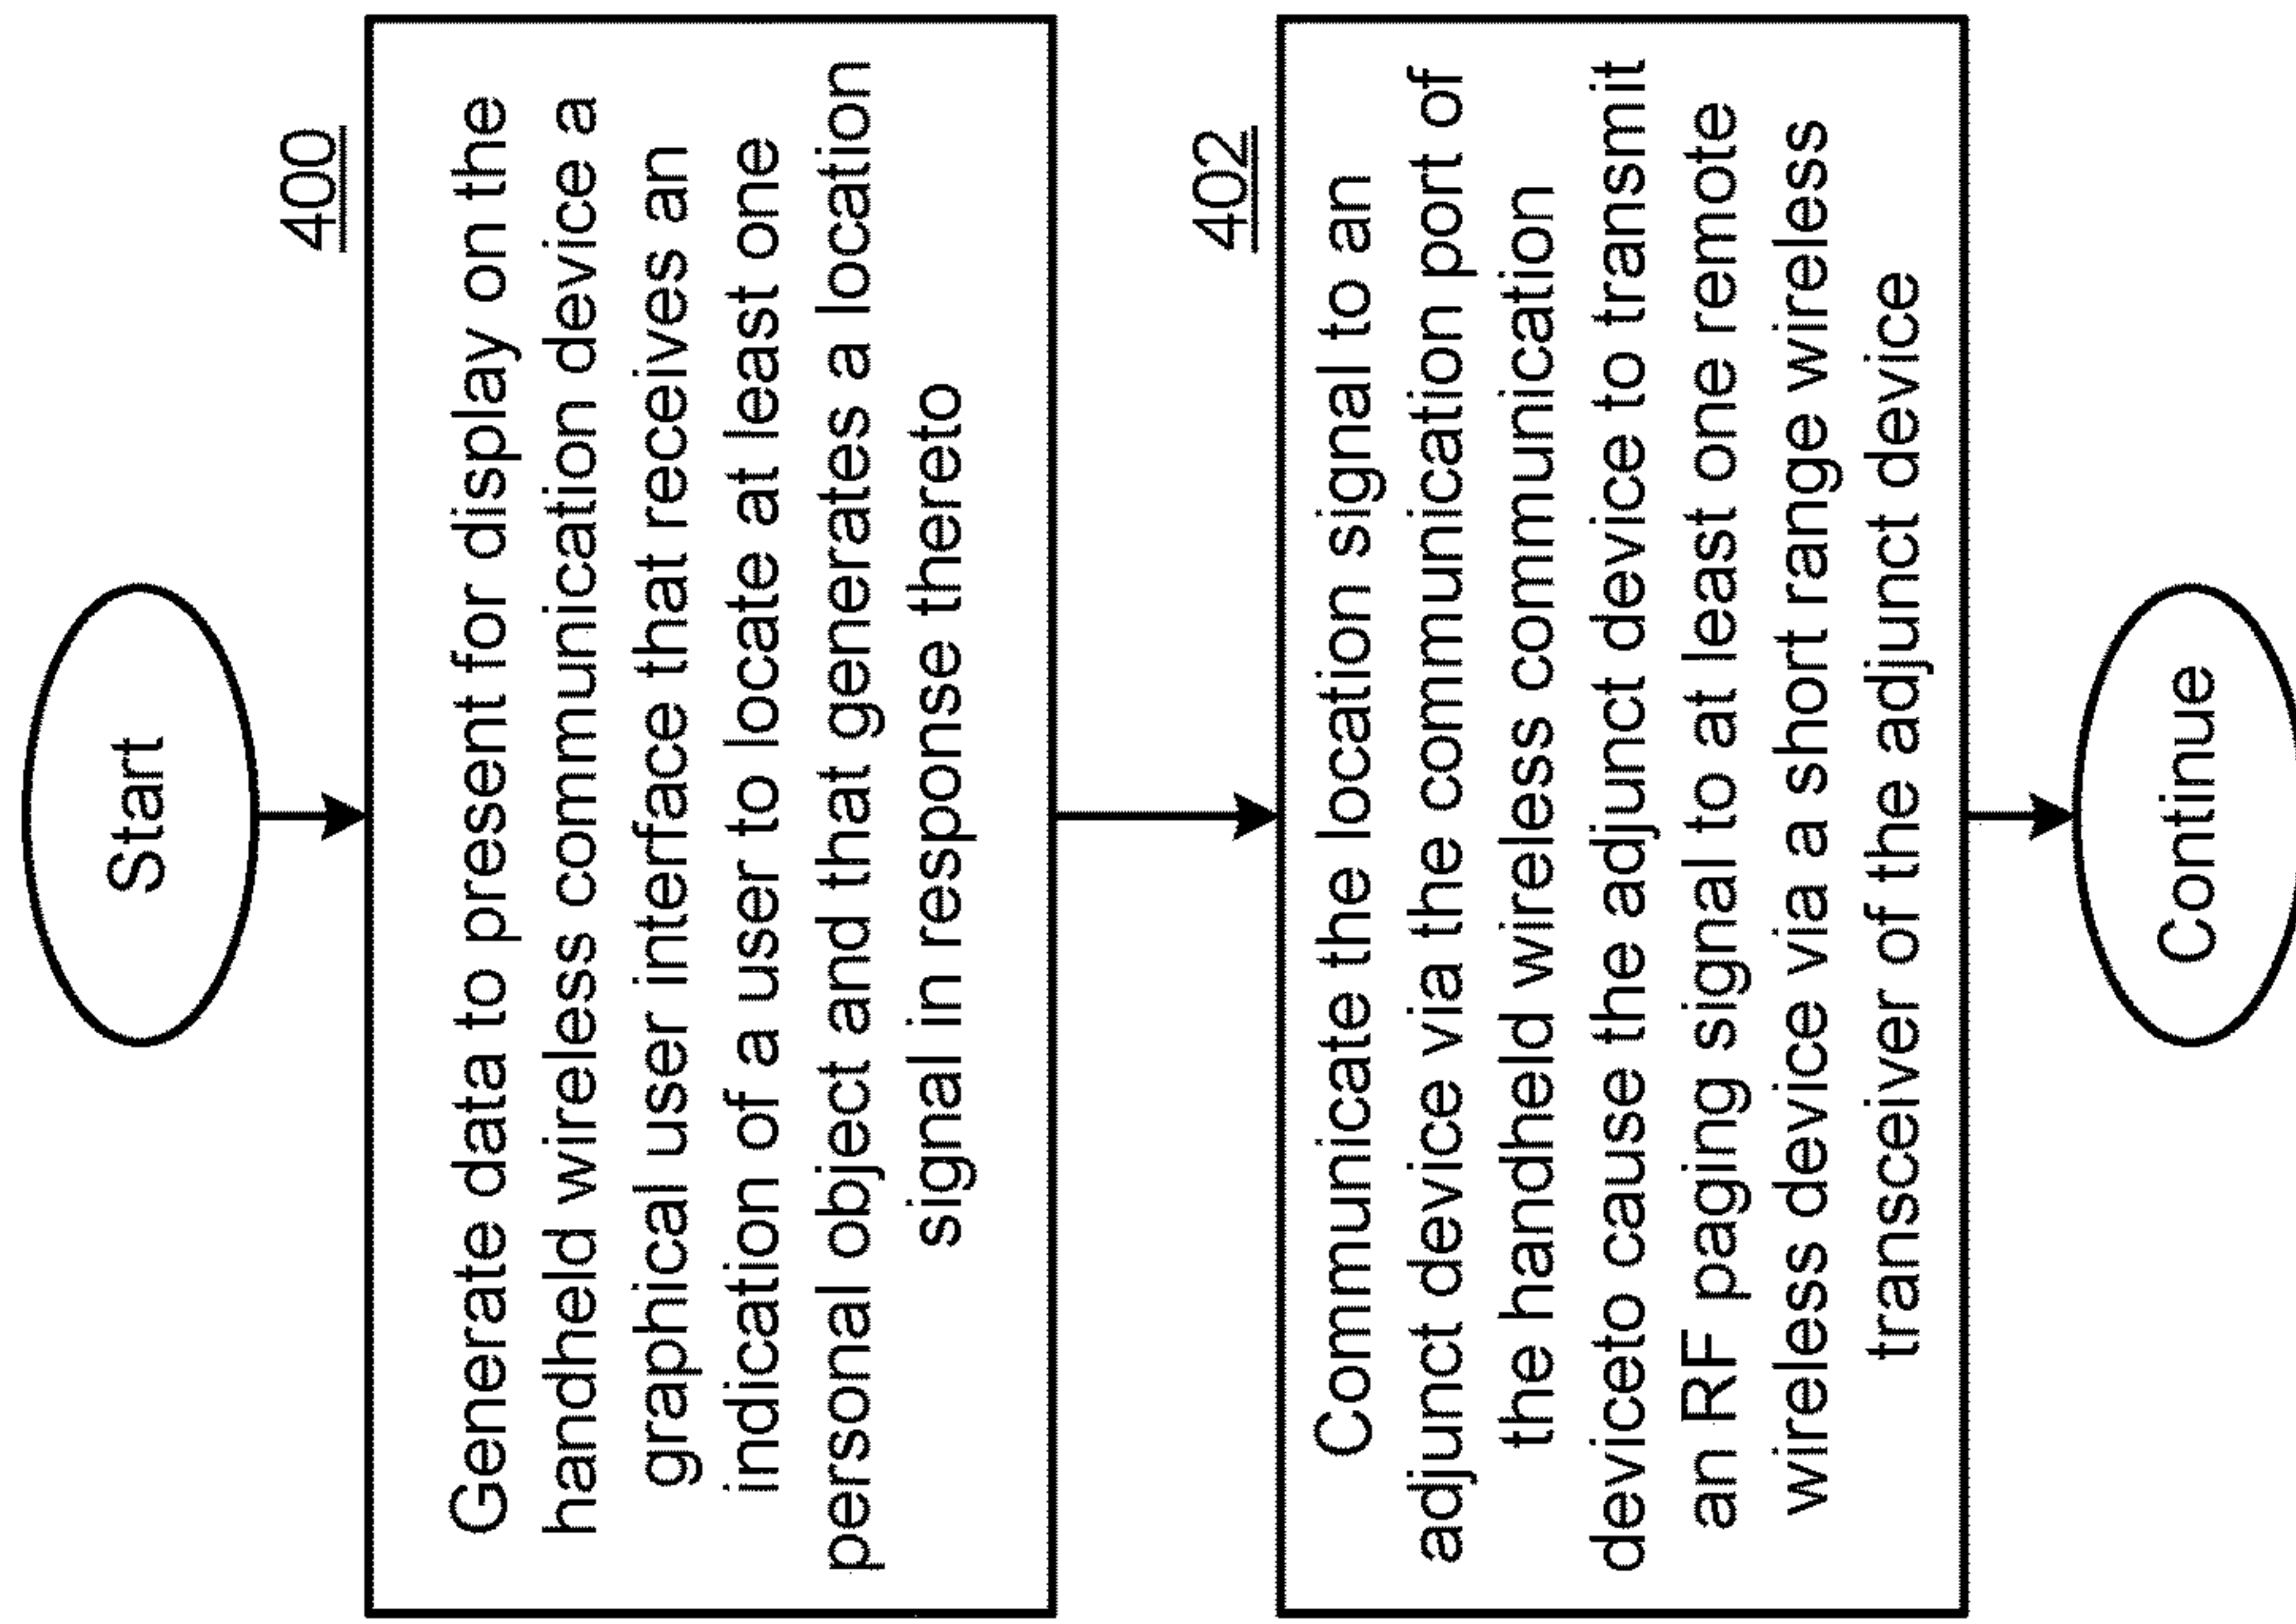 Start
400
Generate data to present for display on the
handheld wireless communication device a
graphical user interface that receives an
indication of a user to locate at least one
personal object and that generates a location
signal in response thereto
402
Communicate the location signal to an
adjunct device via the communication port of
the handheld wireless communication
deviceto cause the adjunct device to transmit
an RF paging signal to at least one remote
wireless device via a short range wireless
transceiver of the adjunct device
Continue